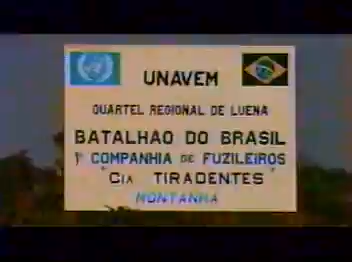 UNAVEM
QUARTEL REGIONAL DE LUENA
BATALHAO DO BRASIL
1ª COMPANHIA DE FUZILEIROS
"CIA TIRADENTES"
MONTANHA